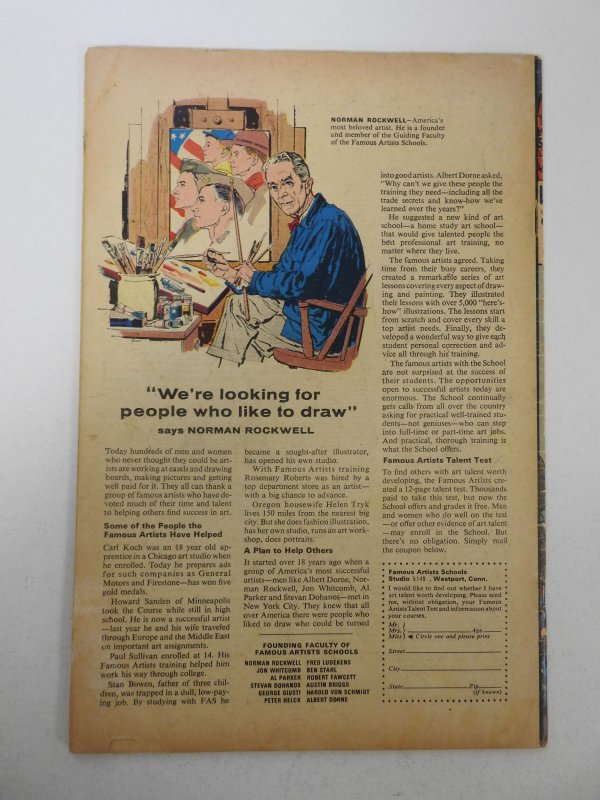 NORMAN ROCKWELL—America's
most beloved artist. He is a founder
and member of the Guiding Faculty
of the Famous Artists Schools.
"We're looking for
people who like to draw"
says NORMAN ROCKWELL
Today hundreds of men and women
who never thought they could be art-
ists are working at easels and drawing
boards, making pictures and getting
well paid for it. They all can thank a
group of famous artists who have de-
voted much of their time and talent
to helping others find success in art.
Some of the People the
Famous Artists Have Helped
Carl Koch was an 18 year old ap-
prentice in a Chicago art studio when
he enrolled. Today he prepares ads
for such companies as General
Motors and Firestone—has won five
gold medals.
Howard Sanden of Minneapolis
took the Course while still in high
school. He is now a successful artist
—last year he and his wife traveled
through Europe and the Middle East
on important art assignments.
Paul Sullivan enrolled at 14. His
Famous Artists training helped him
work his way through college.
Stan Bowen, father of three chil-
dren, was trapped in a dull, low-pay-
ing job. By studying with FAS he
became a sought-after illustrator,
has opened his own studio.
With Famous Artists training
Rosemary Roberts was hired by a
top department store as an artist—
with a big chance to advance.
Oregon housewife Helen Tryk
lives 150 miles from the nearest big
city. But she does fashion illustration,
has her own studio, runs an art work-
shop, does portraits.
A Plan to Help Others
It started over 18 years ago when a
group of America's most successful
artists—men like Albert Dorne, Nor-
man Rockwell, Jon Whitcomb, Al
Parker and Stevan Dohanos—met in
New York City. They knew that all
over America there were people who
liked to draw who could be turned
FOUNDING FACULTY OF
FAMOUS ARTISTS SCHOOLS
NORMAN ROCKWELL FRED LUDEKENS
JON WHITCOMB BEN STAHL
AL PARKER ROBERT FAWCETT
STEVAN DOHANOS AUSTIN BRIGGS
GEORGE GIUSTI HAROLD VON SCHMIDT
PETER HELCK ALBERT DORNE
into good artists. Albert Dorne asked,
"Why can't we give these people the
training they need—including all the
trade secrets and know-how we've
learned over the years?"
He suggested a new kind of art
school—a home study art school—
that would give talented people the
best professional art training, no
matter where they live.
The famous artists agreed. Taking
time from their busy careers, they
created a remarkable series of art
lessons covering every aspect of draw-
ing and painting. They illustrated
their lessons with over 5,000 "here's-
how" illustrations. The lessons start
from scratch and cover every skill a
top artist needs. Finally, they de-
veloped a wonderful way to give each
student personal correction and ad-
vice all through his training.
The famous artists with the School
are not surprised at the success of
their students. The opportunities
open to successful artists today are
enormous. The School continually
gets calls from all over the country
asking for practical well-trained stu-
dents—not geniuses—who can step
into full-time or part-time art jobs.
And practical, thorough training is
what the School offers.
Famous Artists Talent Test
To find others with art talent worth
developing, the Famous Artists cre-
ated a 12-page talent test. Thousands
paid to take this test, but now the
School offers and grades it free. Men
and women who do well on the test
—or offer other evidence of art talent
—may enroll in the School. But
there's no obligation. Simply mail
the coupon below.
Famous Artists Schools
Studio 5148, Westport, Conn.
I would like to find out whether I have
art talent worth developing. Please send
me, without obligation, your Famous
Artists Talent Test and information about
your courses.
Mr.
Mrs. Age
Miss Circle one and please print
Street
City
State Zip
(if known)